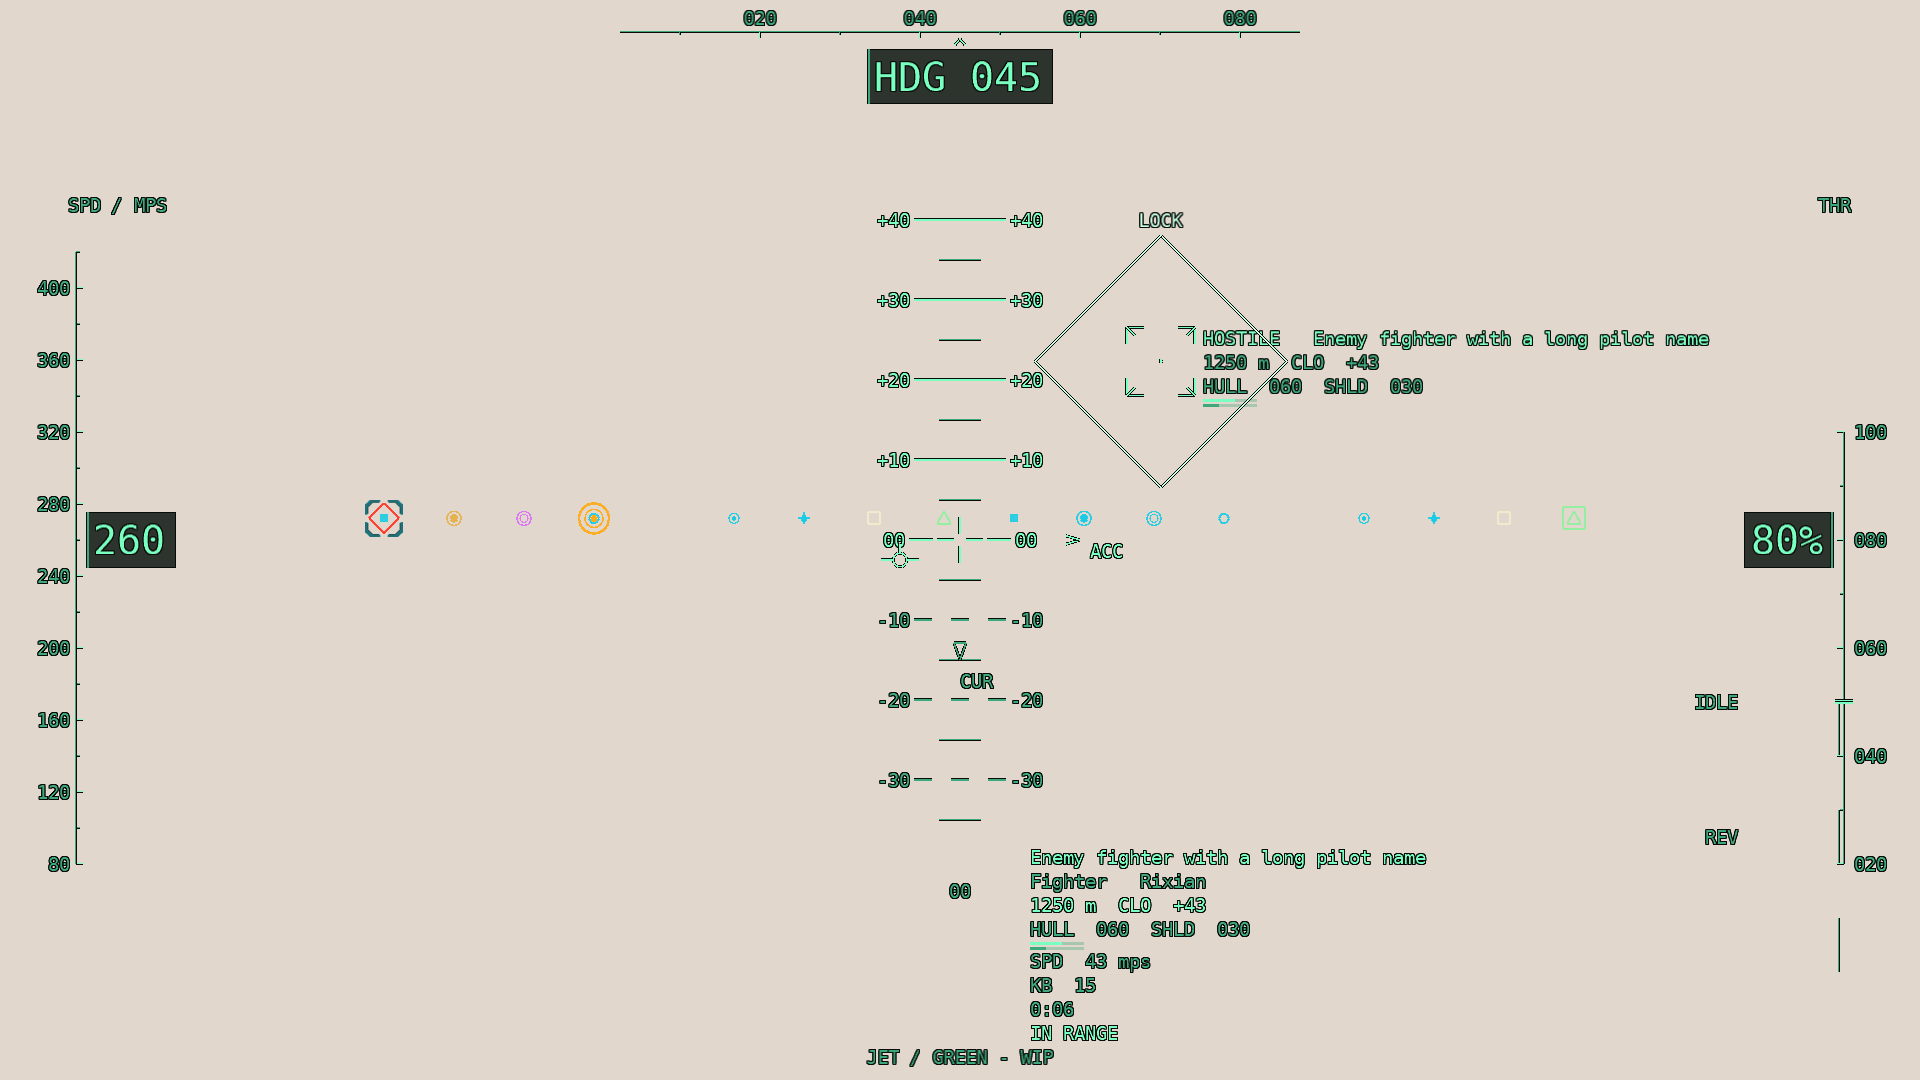 020 040 060 080
HDG 045
SPD / MPS
THR
400
360
320
280
260
240
200
160
120
80
+40 +40
+30 +30
+20 +20
+10 +10
00 00
-10 -10
-20 -20
-30 -30
00
LOCK
HOSTILE Enemy fighter with a long pilot name
1250 m CLO +43
HULL 060 SHLD 030
ACC
CUR
100
80%
080
060
IDLE
040
REV
020
Enemy fighter with a long pilot name
Fighter Rixian
1250 m CLO +43
HULL 060 SHLD 030
SPD 43 mps
KB 15
0:06
IN RANGE
JET / GREEN - WIP